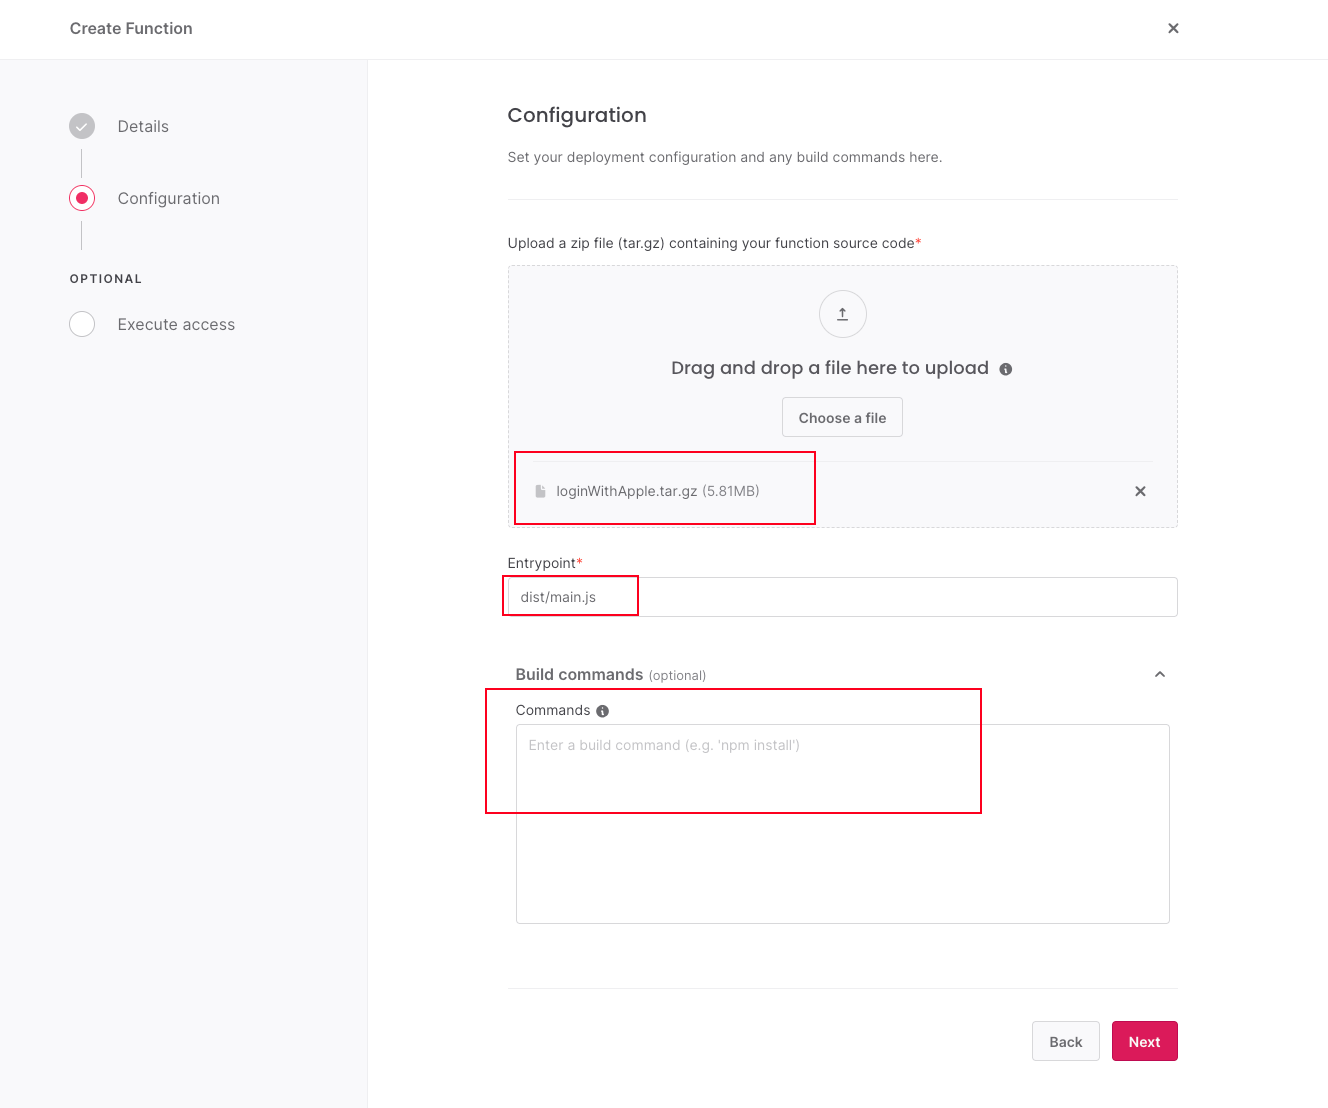 Create Function
Details
Configuration
OPTIONAL
Execute access
Configuration
Set your deployment configuration and any build commands here.
Upload a zip file (tar.gz) containing your function source code*
Drag and drop a file here to upload
Choose a file
loginWithApple.tar.gz (5.81MB)
Entrypoint*
dist/main.js
Build commands (optional)
Commands
Enter a build command (e.g. 'npm install')
Back
Next